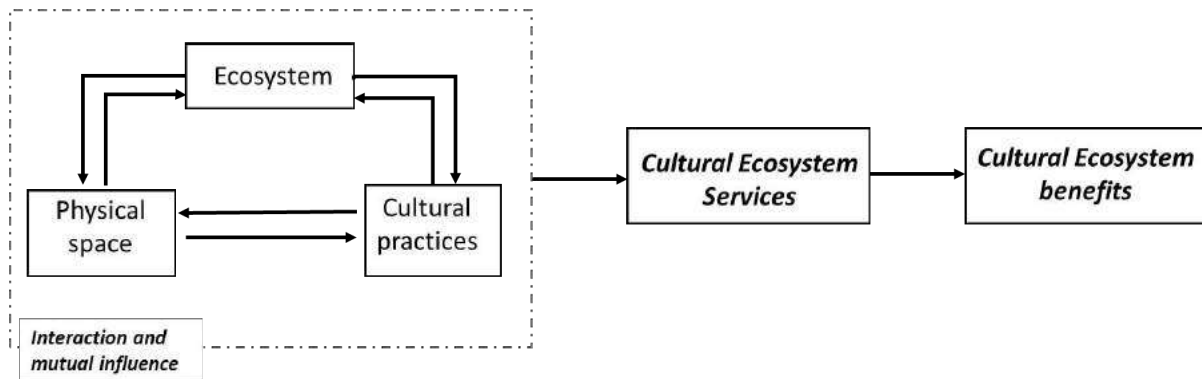 Ecosystem
Physical
space
Cultural
practices
Interaction and
mutual influence
Cultural Ecosystem
Services
Cultural Ecosystem
benefits